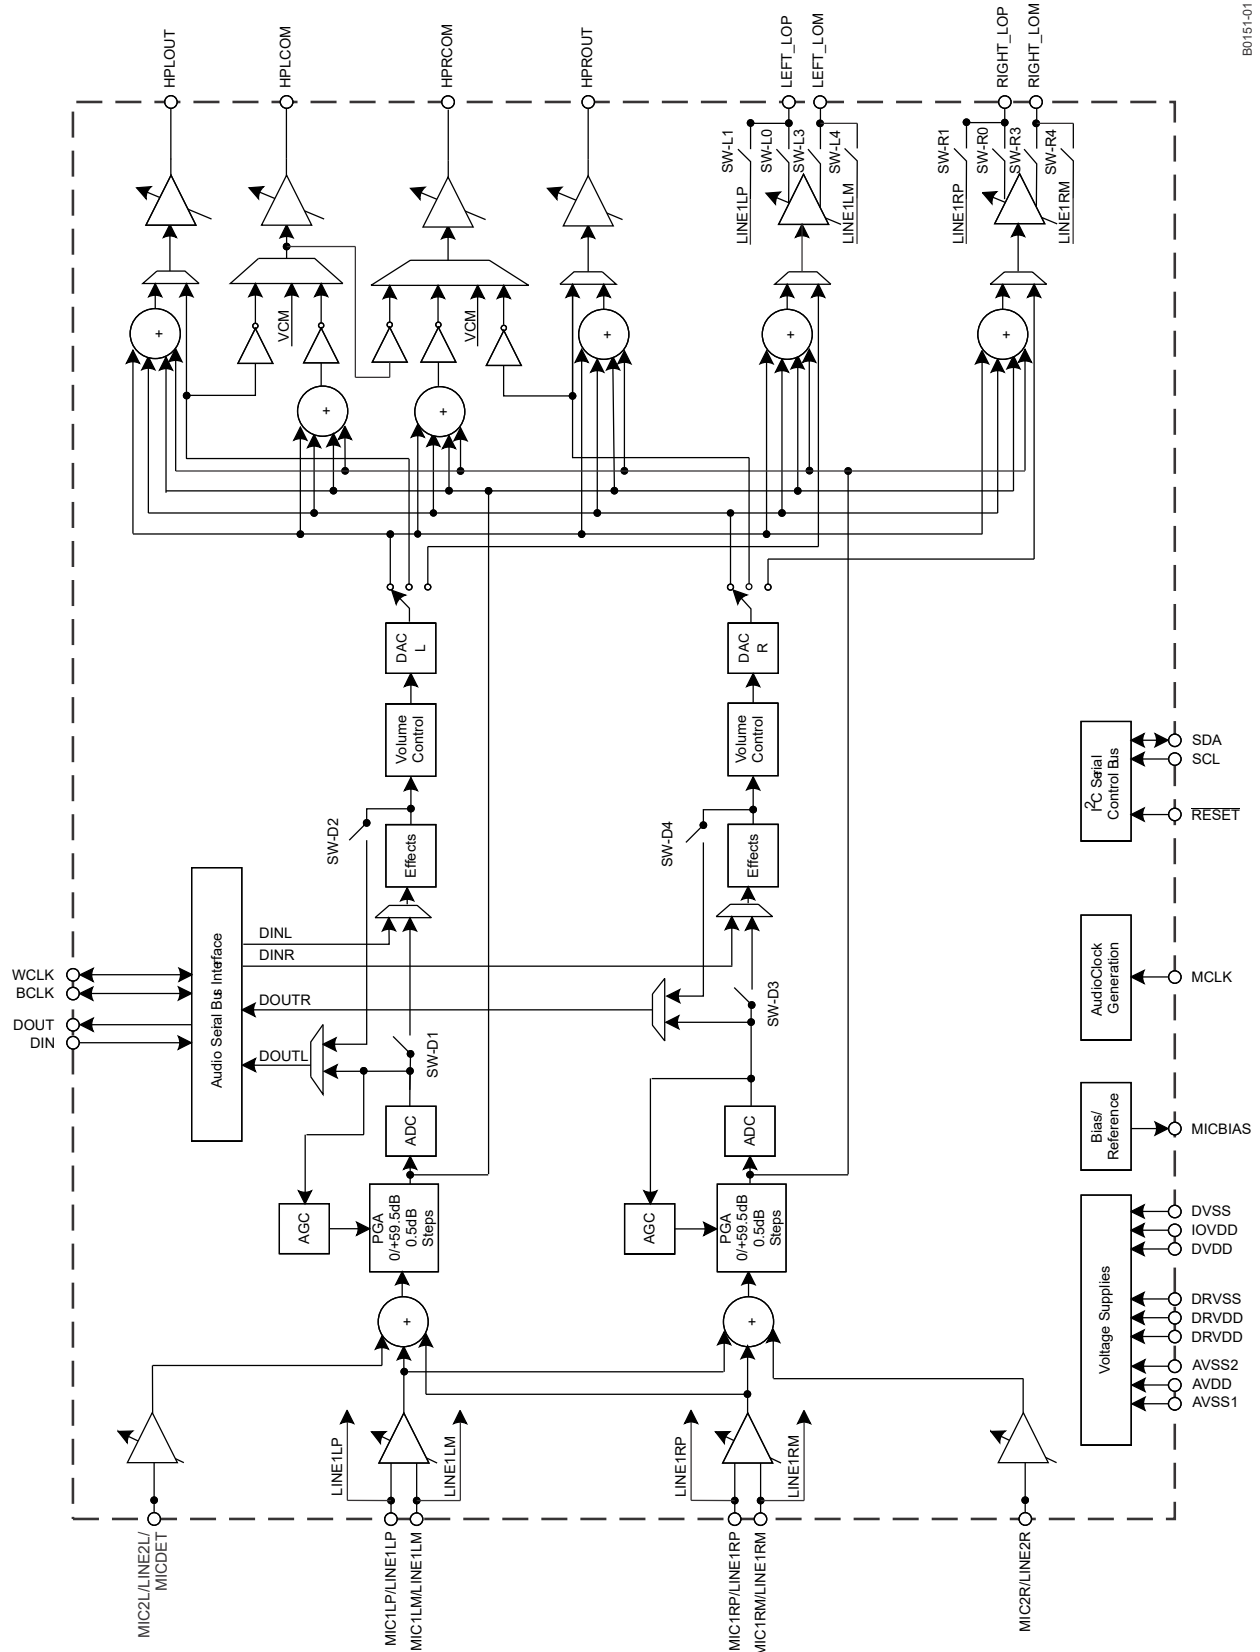 B0151-01
HPLOUT
HPLCOM
HPRCOM
HPROUT
LEFT_LOP
LEFT_LOM
RIGHT_LOP
RIGHT_LOM
SW-L1
SW-L0
SW-L3
SW-L4
LINE1LP
LINE1LM
SW-R1
SW-R0
SW-R3
SW-R4
LINE1RP
LINE1RM
VCM
VCM
+
+
+
+
+
+
DAC
L
DAC
R
Volume
Control
Volume
Control
SW-D2
SW-D4
Effects
Effects
I2C Serial
Control Bus
SDA
SCL
RESET
Audio Serial Bus Interface
WCLK
BCLK
DOUT
DIN
DINL
DINR
DOUTR
DOUTL
SW-D1
SW-D3
AudioClock
Generation
MCLK
ADC
ADC
Bias/
Reference
MICBIAS
AGC
PGA
0/+59.5dB
0.5dB
Steps
AGC
PGA
0/+59.5dB
0.5dB
Steps
Voltage Supplies
DVSS
IOVDD
DVDD
DRVSS
DRVDD
DRVDD
AVSS2
AVDD
AVSS1
+
+
LINE1LP
LINE1LM
LINE1RP
LINE1RM
MIC2L/LINE2L/
MICDET
MIC1LP/LINE1LP
MIC1LM/LINE1LM
MIC1RP/LINE1RP
MIC1RM/LINE1RM
MIC2R/LINE2R